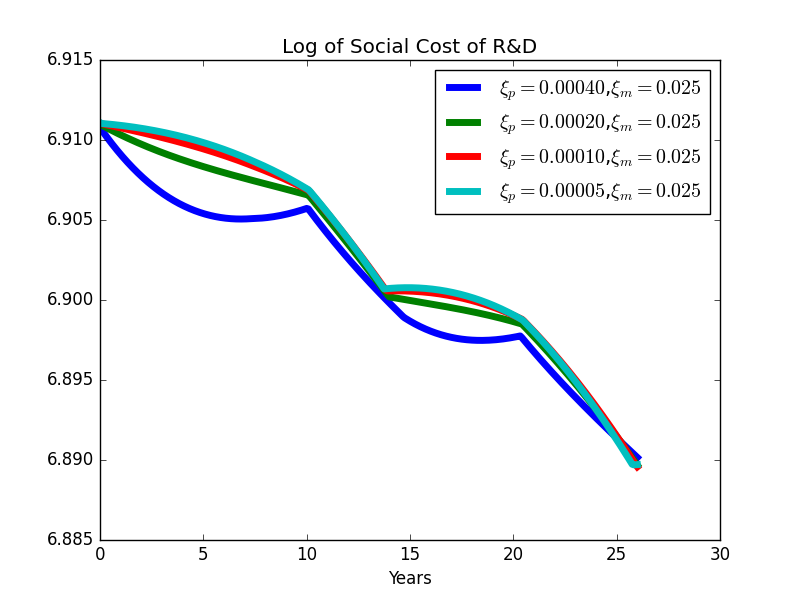 Log of Social Cost of R&D
6.915
6.910
6.905
6.900
6.895
6.890
6.885
ξp = 0.00040,ξm = 0.025
ξp = 0.00020,ξm = 0.025
ξp = 0.00010,ξm = 0.025
ξp = 0.00005,ξm = 0.025
0 5 10 15 20 25 30
Years